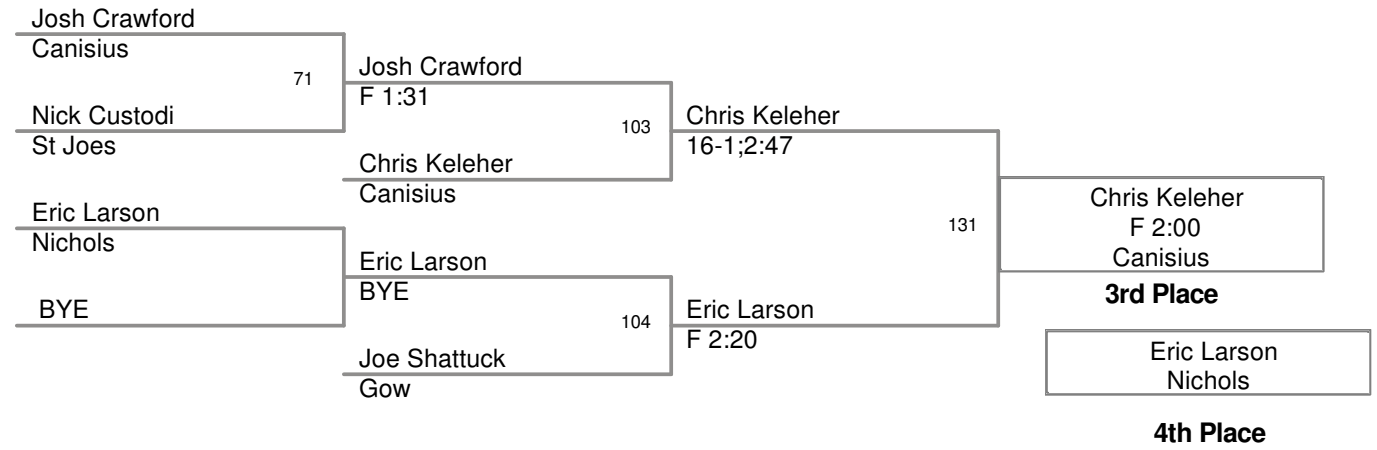 Josh Crawford
Canisius
71
Nick Custodi
St Joes
Eric Larson
Nichols
BYE
Josh Crawford
F 1:31
103
Chris Keleher
Canisius
Eric Larson
BYE
104
Joe Shattuck
Gow
Chris Keleher
16-1;2:47
131
Eric Larson
F 2:20
Chris Keleher
F 2:00
Canisius
3rd Place
Eric Larson
Nichols
4th Place